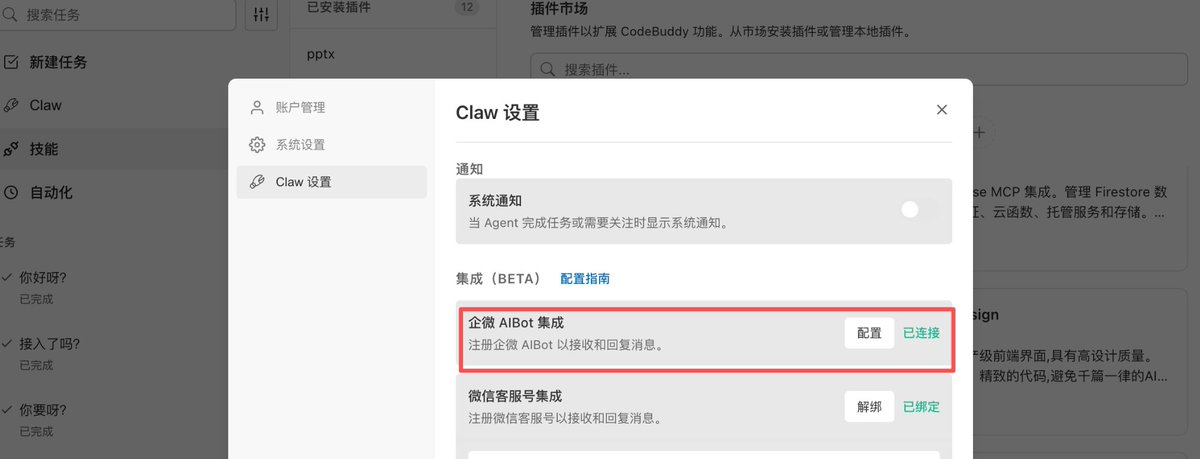 搜索任务
新建任务
Claw
技能
自动化
你好呀?
已完成
接入了吗?
已完成
你要呀?
已完成
已安装插件 12
pptx
插件市场
管理插件以扩展 CodeBuddy 功能。从市场安装插件或管理本地插件。
搜索插件...
账户管理
系统设置
Claw 设置
Claw 设置
通知
系统通知
当 Agent 完成任务或需要关注时显示系统通知。
集成（BETA） 配置指南
企微 AIBot 集成
注册企微 AIBot 以接收和回复消息。
配置 已连接
微信客服号集成
注册微信客服号以接收和回复消息。
解绑 已绑定
se MCP 集成。管理 Firestore 数
、云函数、托管服务和存储。...
sign
级前端界面,具有高设计质量。
精致的代码,避免千篇一律的AI...